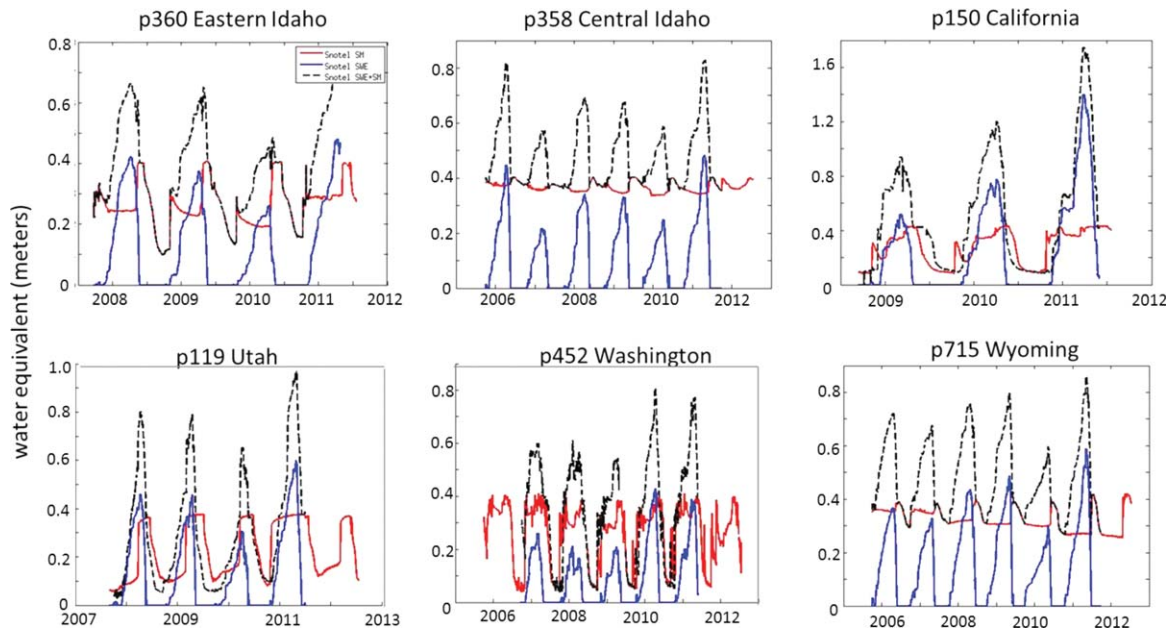 p360 Eastern Idaho p358 Central Idaho p150 California
0.8 0.6 0.4 0.2 0
Snotel SM
Snotel SWE
Snotel SWE+SM
2008 2009 2010 2011 2012
0.8 0.6 0.4 0.2 0
2006 2008 2010 2012
1.6 1.2 0.8 0.4 0
2009 2010 2011 2012
water equivalent (meters)
p119 Utah p452 Washington p715 Wyoming
1.0 0.8 0.6 0.4 0.2 0
2007 2009 2011 2013
0.8 0.6 0.4 0.2 0
2005 2006 2008 2010 2012
0.8 0.6 0.4 0.2 0
2006 2008 2010 2012